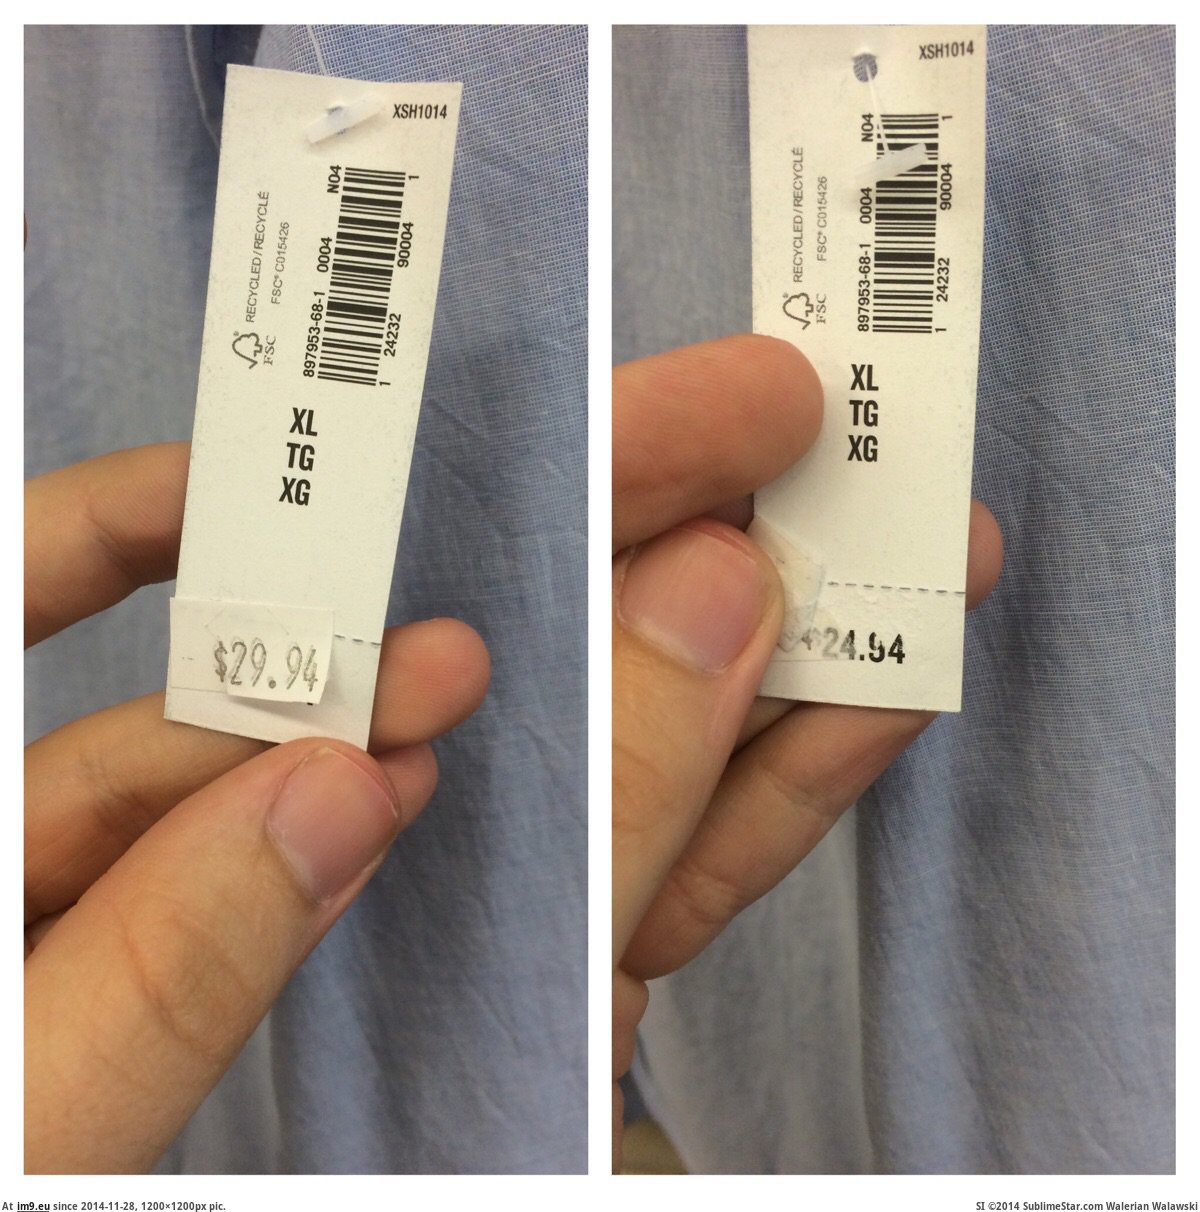 XSH1014
RECYCLED / RECYCLÉ
FSC® C015426
FSC
897953-68-1 0004 N04
1 24232 90004 1
XL
TG
XG
$29.94
XSH1014
RECYCLED / RECYCLÉ
FSC® C015426
FSC
897953-68-1 0004 N04
1 24232 90004 1
XL
TG
XG
$24.94
At im9.eu since 2014-11-28, 1200×1200px pic.
SI ©2014 SublimeStar.com Walerian Walawski